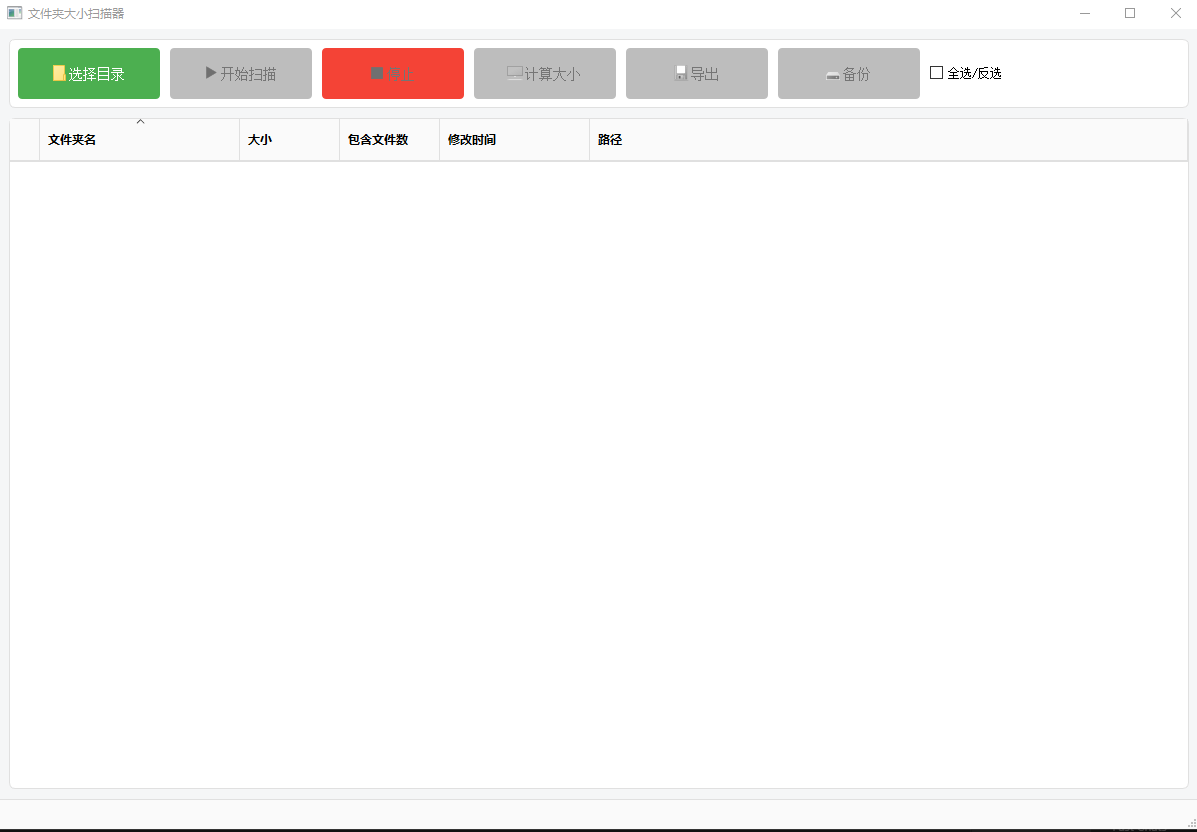 文件夹大小扫描器
选择目录 开始扫描 停止 计算大小 导出 备份 全选/反选
文件夹名 大小 包含文件数 修改时间 路径